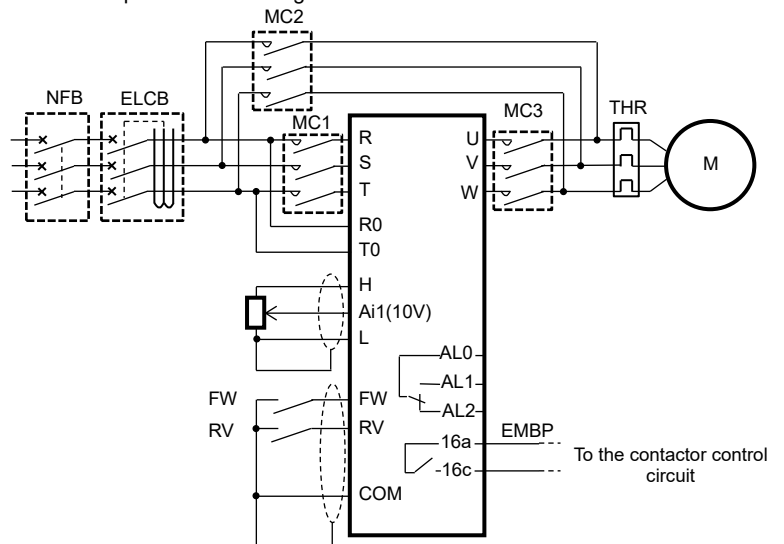 MC2
NFB
ELCB
MC1
MC3
THR
R
S
T
U
V
W
M
R0
T0
H
Ai1(10V)
L
AL0
AL1
AL2
FW
FW
RV
RV
16a
EMBP
-16c
To the contactor control
circuit
COM